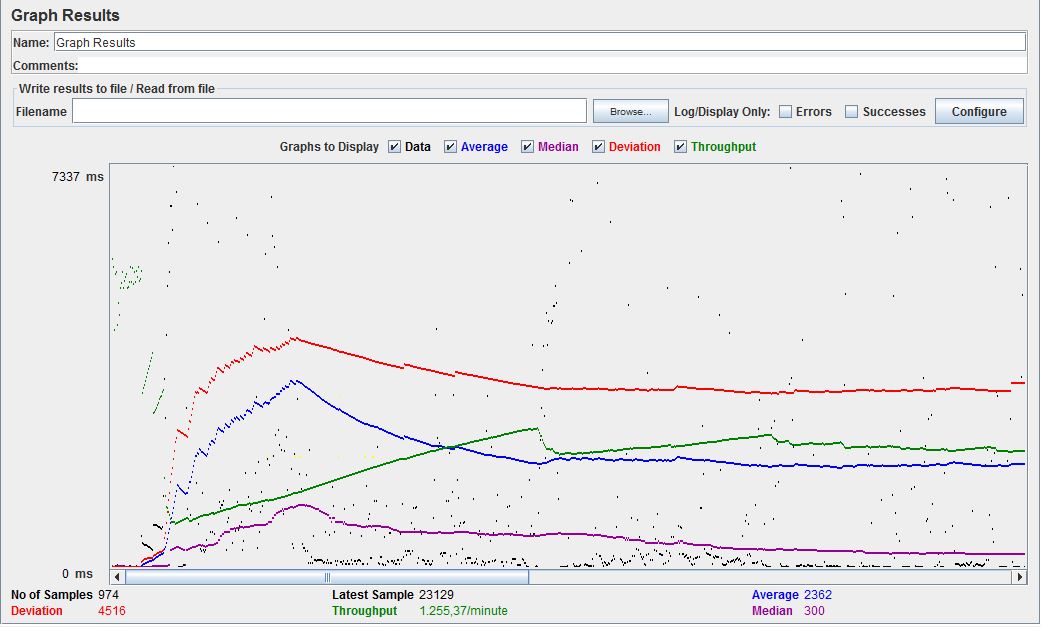 Graph Results
Name: Graph Results
Comments:
Write results to file / Read from file
Filename Browse... Log/Display Only: Errors Successes Configure
Graphs to Display Data Average Median Deviation Throughput
7337 ms
0 ms
No of Samples 974 Latest Sample 23129 Average 2362
Deviation 4516 Throughput 1.255,37/minute Median 300